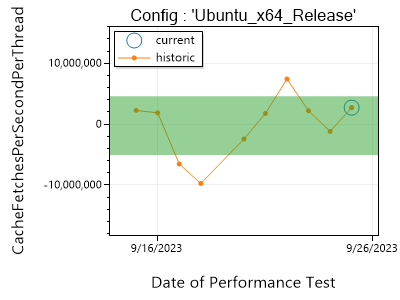 Config : 'Ubuntu_x64_Release'
current
historic
CacheFetchesPerSecondPerThread
10,000,000
0
-10,000,000
9/16/2023
9/26/2023
Date of Performance Test